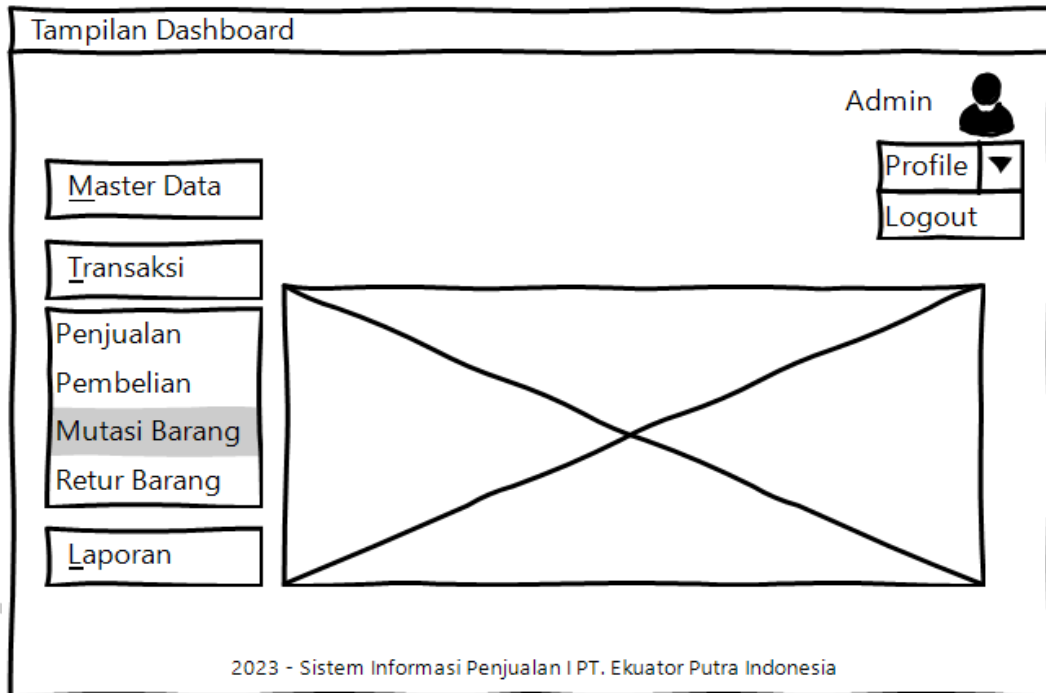 Tampilan Dashboard
Admin
Profile
Logout
Master Data
Transaksi
Penjualan
Pembelian
Mutasi Barang
Retur Barang
Laporan
2023 - Sistem Informasi Penjualan I PT. Ekuator Putra Indonesia